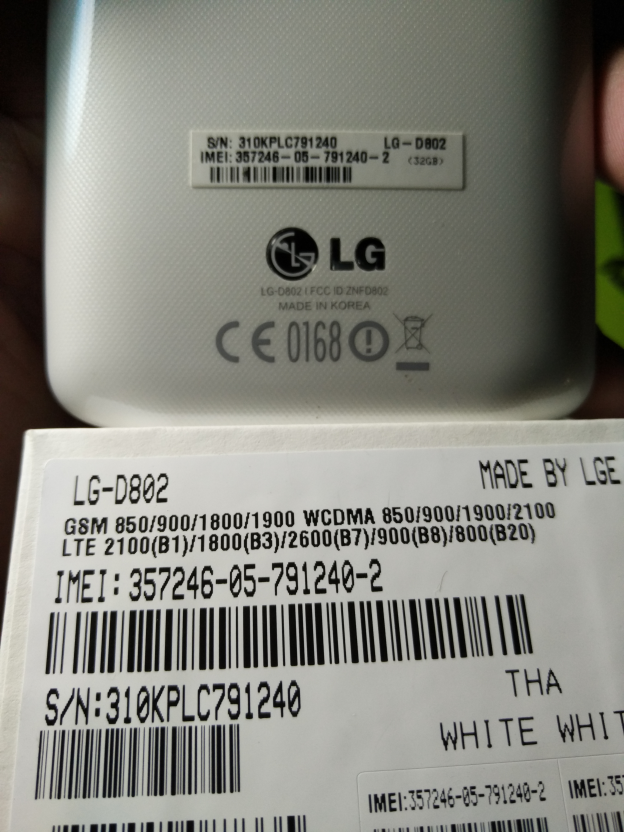 S/N: 310KPLC791240 LG-D802
IMEI: 357246-05-791240-2 (32GB)
LG
LG-D802 | FCC ID:ZNFD802
MADE IN KOREA
CE 0168
LG-D802 MADE BY LGE
GSM 850/900/1800/1900 WCDMA 850/900/1900/2100
LTE 2100(B1)/1800(B3)/2600(B7)/900(B8)/800(B20)
IMEI: 357246-05-791240-2
S/N:310KPLC791240
THA
WHITE WHIT
IMEI:357246-05-791240-2 IMEI:35